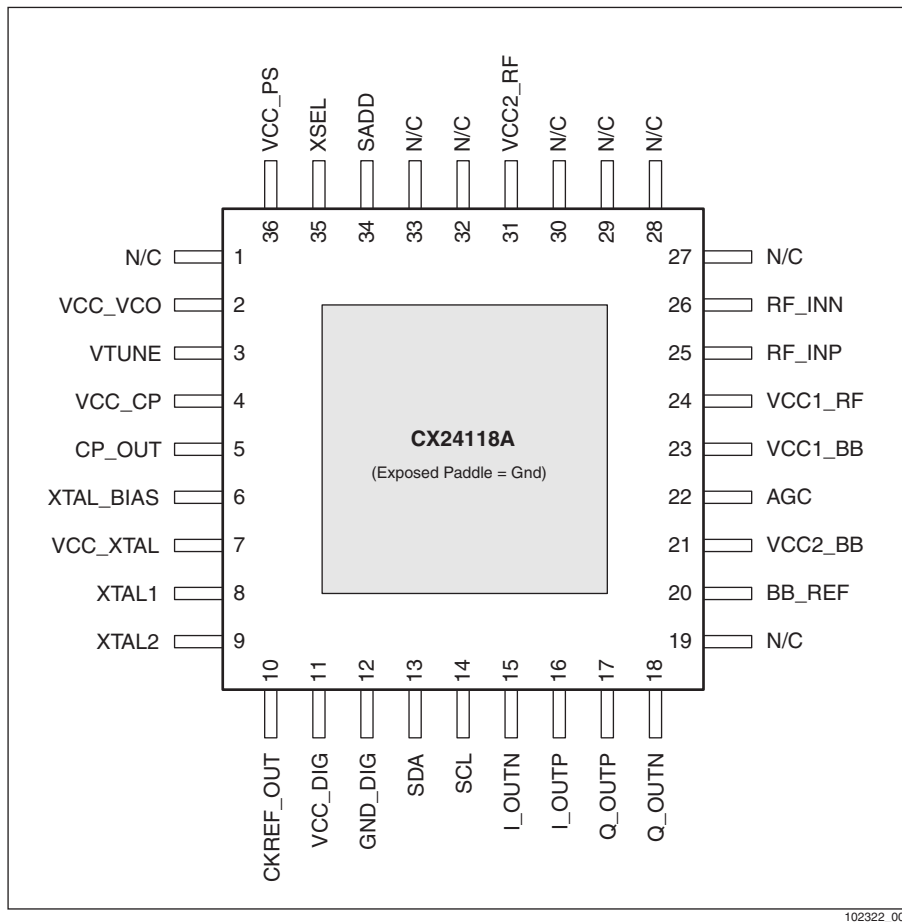 VCC_PS
XSEL
SADD
N/C
N/C
VCC2_RF
N/C
N/C
N/C
36
35
34
33
32
31
30
29
28
N/C 1
27 N/C
VCC_VCO 2
26 RF_INN
VTUNE 3
25 RF_INP
VCC_CP 4
24 VCC1_RF
CP_OUT 5
23 VCC1_BB
XTAL_BIAS 6
22 AGC
VCC_XTAL 7
21 VCC2_BB
XTAL1 8
20 BB_REF
XTAL2 9
19 N/C
CX24118A
(Exposed Paddle = Gnd)
10
11
12
13
14
15
16
17
18
CKREF_OUT
VCC_DIG
GND_DIG
SDA
SCL
I_OUTN
I_OUTP
Q_OUTP
Q_OUTN